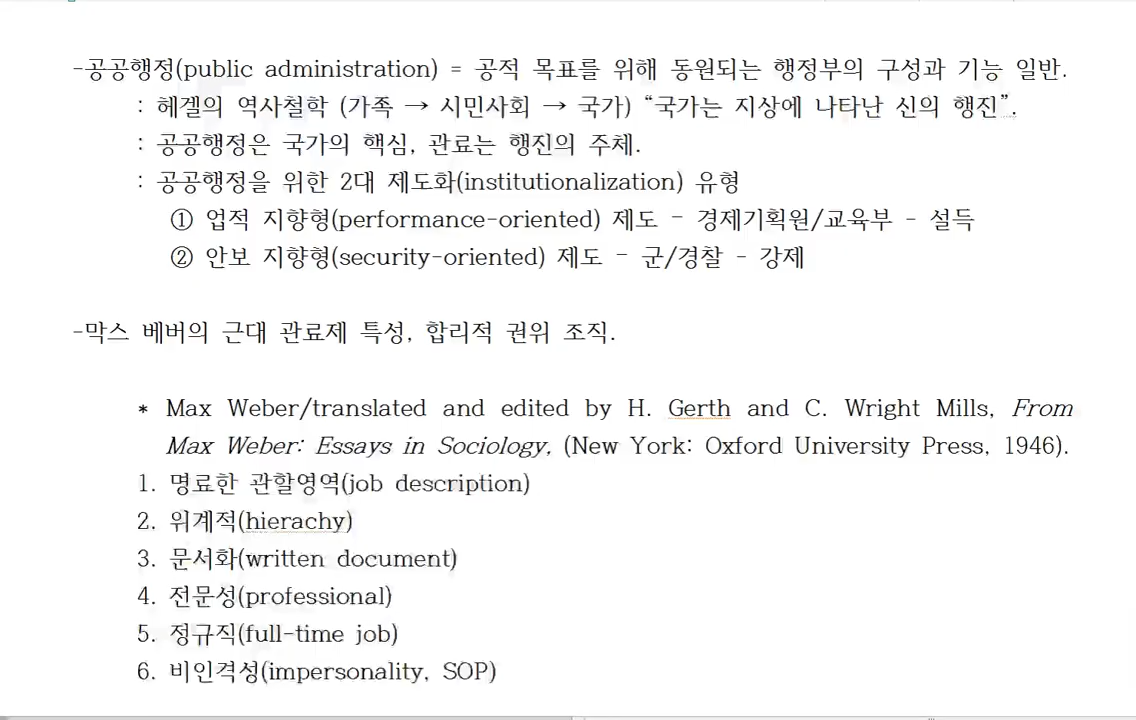 -공공행정(public administration) = 공적 목표를 위해 동원되는 행정부의 구성과 기능 일반.
: 헤겔의 역사철학 (가족 → 시민사회 → 국가) “국가는 지상에 나타난 신의 행진”.
: 공공행정은 국가의 핵심, 관료는 행진의 주체.
: 공공행정을 위한 2대 제도화(institutionalization) 유형
① 업적 지향형(performance-oriented) 제도 - 경제기획원/교육부 - 설득
② 안보 지향형(security-oriented) 제도 - 군/경찰 - 강제
-막스 베버의 근대 관료제 특성, 합리적 권위 조직.
* Max Weber/translated and edited by H. Gerth and C. Wright Mills, From
Max Weber: Essays in Sociology, (New York: Oxford University Press, 1946).
1. 명료한 관할영역(job description)
2. 위계적(hierachy)
3. 문서화(written document)
4. 전문성(professional)
5. 정규직(full-time job)
6. 비인격성(impersonality, SOP)